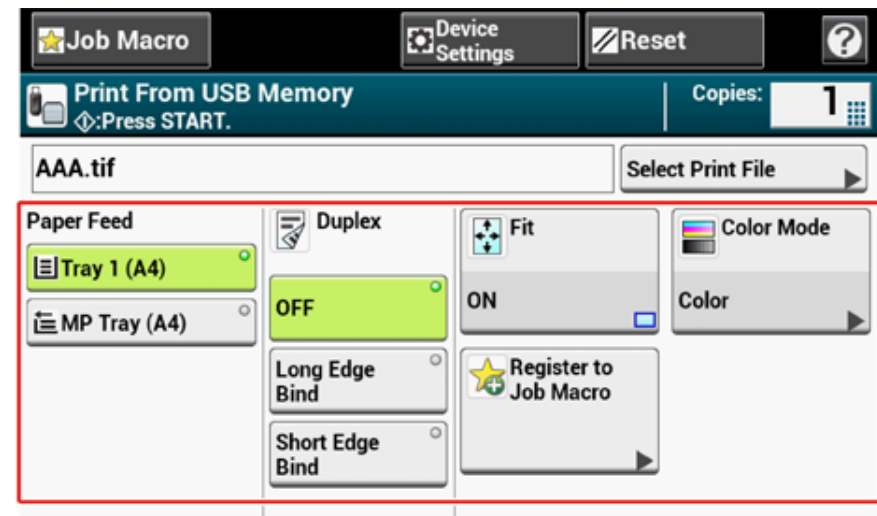 Job Macro
Device
Settings
Reset
?
Print From USB Memory
:Press START.
Copies:
1
AAA.tif
Select Print File
Paper Feed
Tray 1 (A4)
MP Tray (A4)
Duplex
OFF
Long Edge
Bind
Short Edge
Bind
Fit
ON
Register to
Job Macro
Color Mode
Color